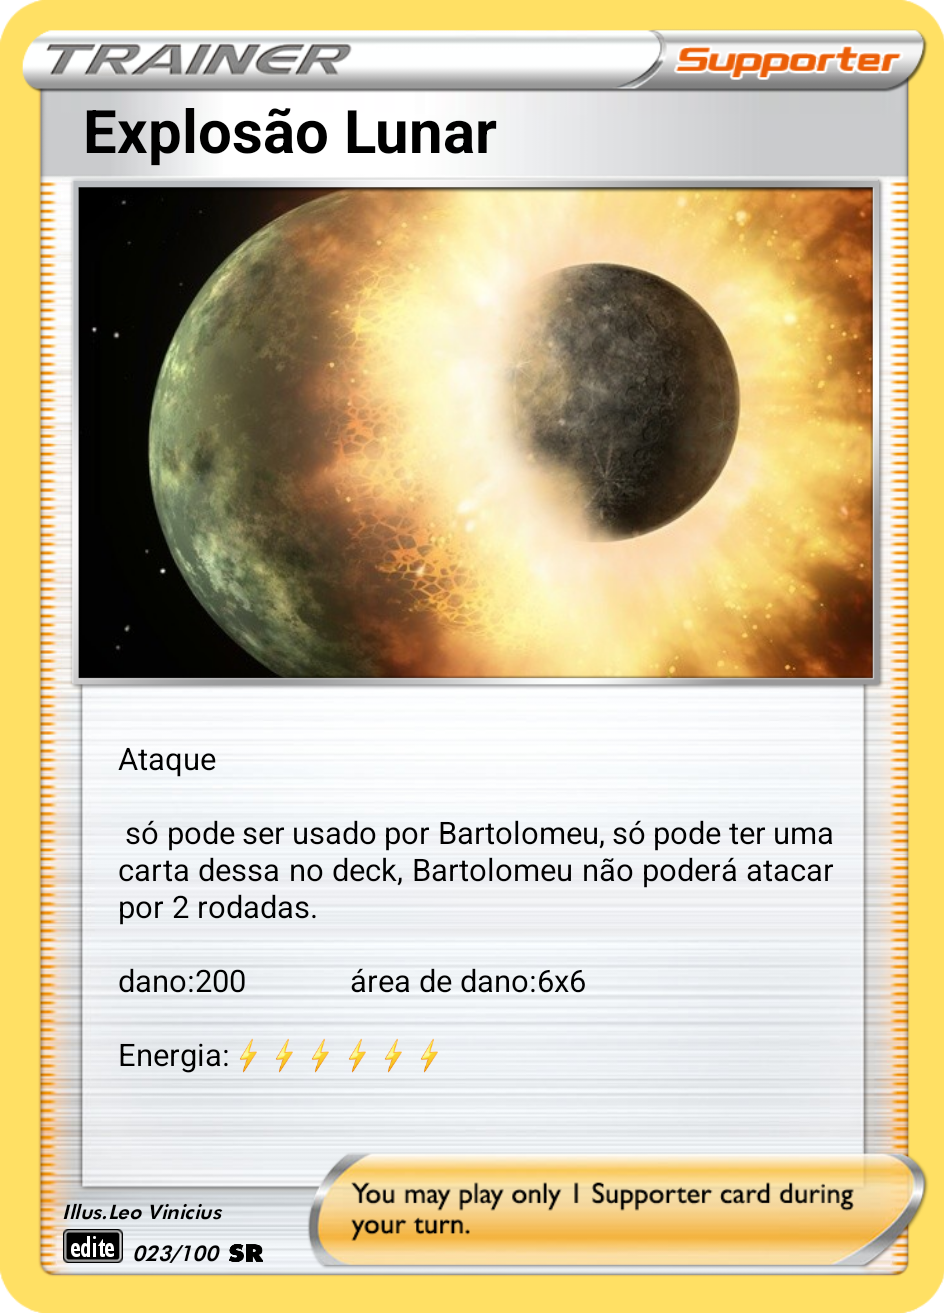 TRAINER
Supporter
Explosão Lunar
Ataque
só pode ser usado por Bartolomeu, só pode ter uma
carta dessa no deck, Bartolomeu não poderá atacar
por 2 rodadas.
dano:200 área de dano:6x6
Energia:⚡⚡⚡⚡⚡⚡
You may play only 1 Supporter card during
your turn.
Illus.Leo Vinicius
edite 023/100 SR